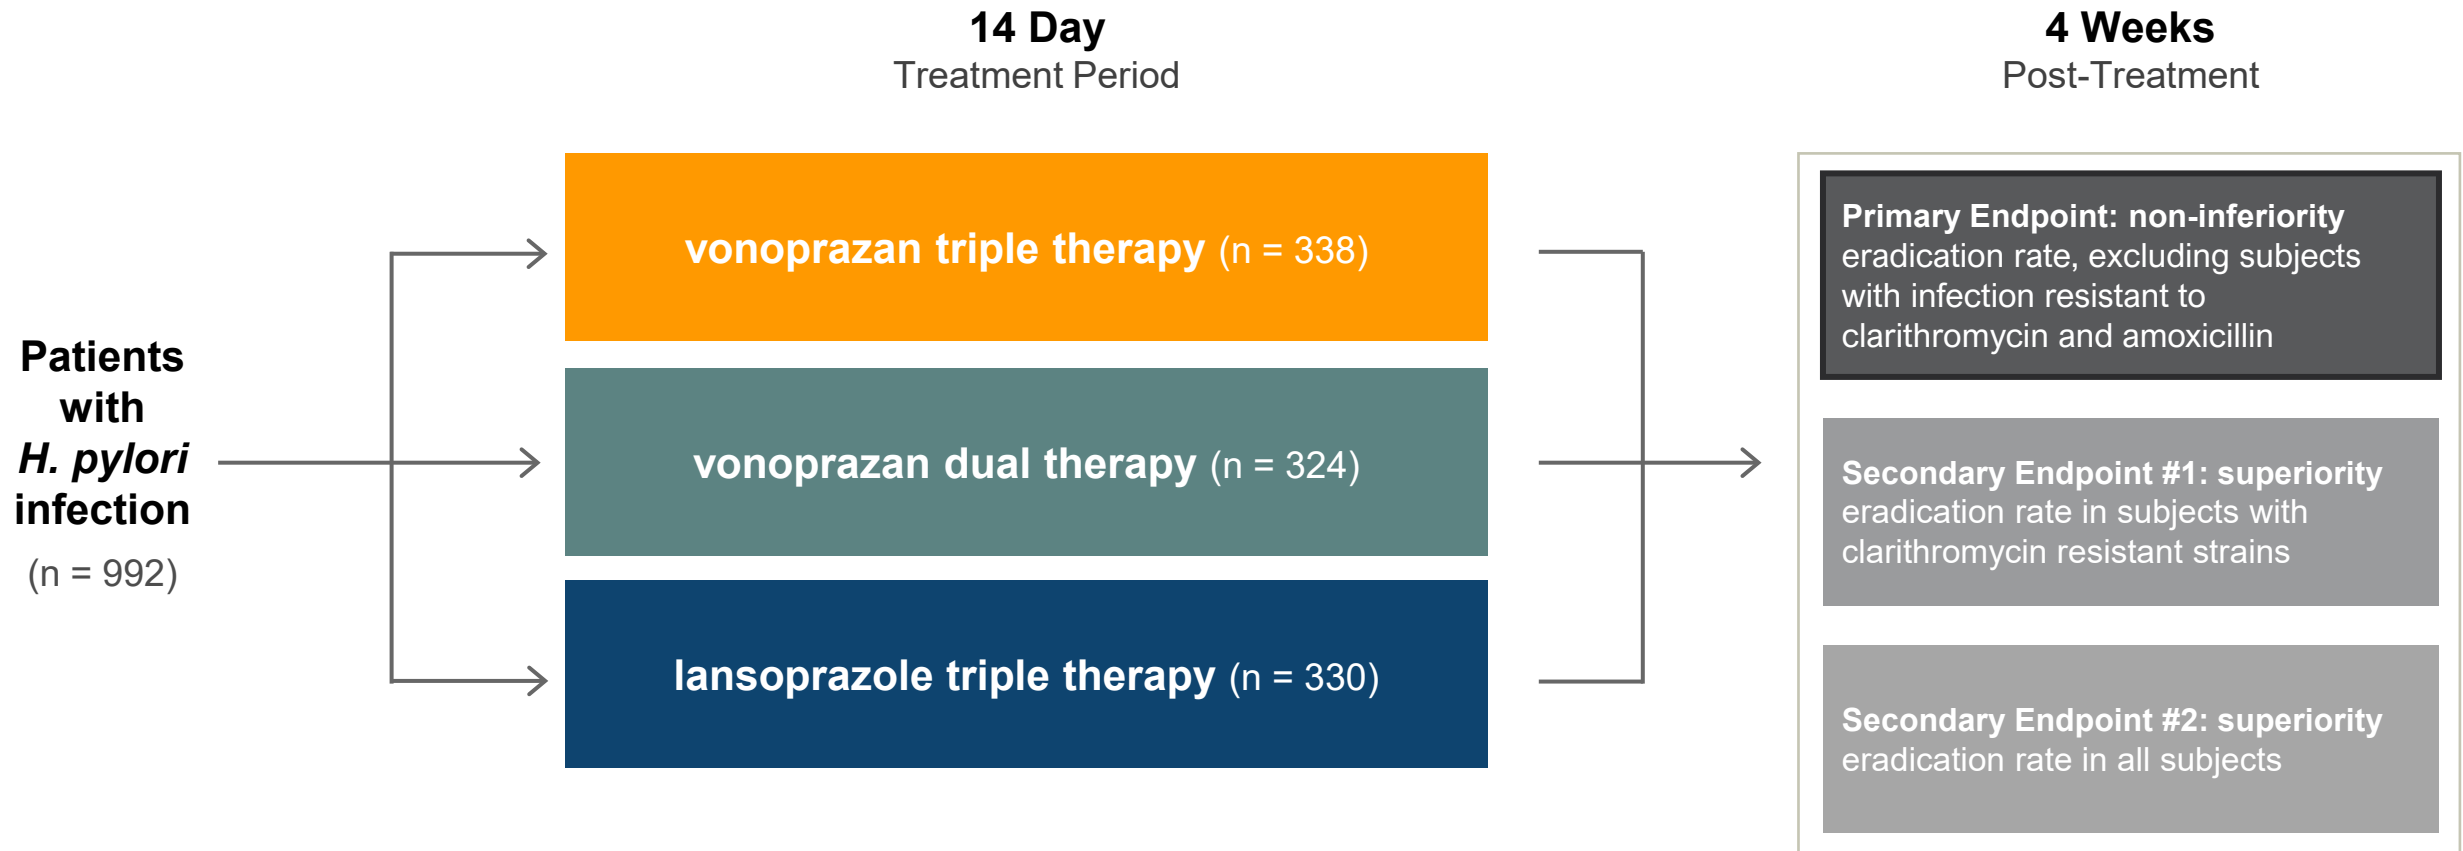 14 Day
Treatment Period
4 Weeks
Post-Treatment
Patients
with
H. pylori
infection
(n = 992)
vonoprazan triple therapy (n = 338)
vonoprazan dual therapy (n = 324)
lansoprazole triple therapy (n = 330)
Primary Endpoint: non-inferiority
eradication rate, excluding subjects
with infection resistant to
clarithromycin and amoxicillin
Secondary Endpoint #1: superiority
eradication rate in subjects with
clarithromycin resistant strains
Secondary Endpoint #2: superiority
eradication rate in all subjects